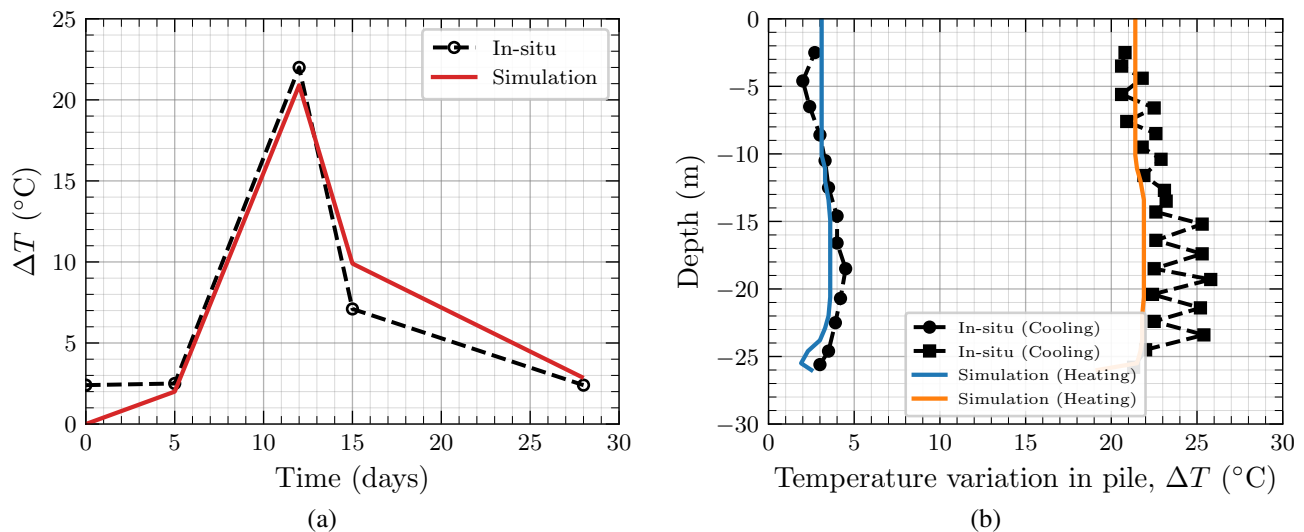 25
20
15
10
5
0
0 5 10 15 20 25 30
ΔT (°C)
Time (days)
In-situ
Simulation
(a)
0
−5
−10
−15
−20
−25
−30
0 5 10 15 20 25 30
Depth (m)
Temperature variation in pile, ΔT (°C)
In-situ (Cooling)
In-situ (Cooling)
Simulation (Heating)
Simulation (Heating)
(b)